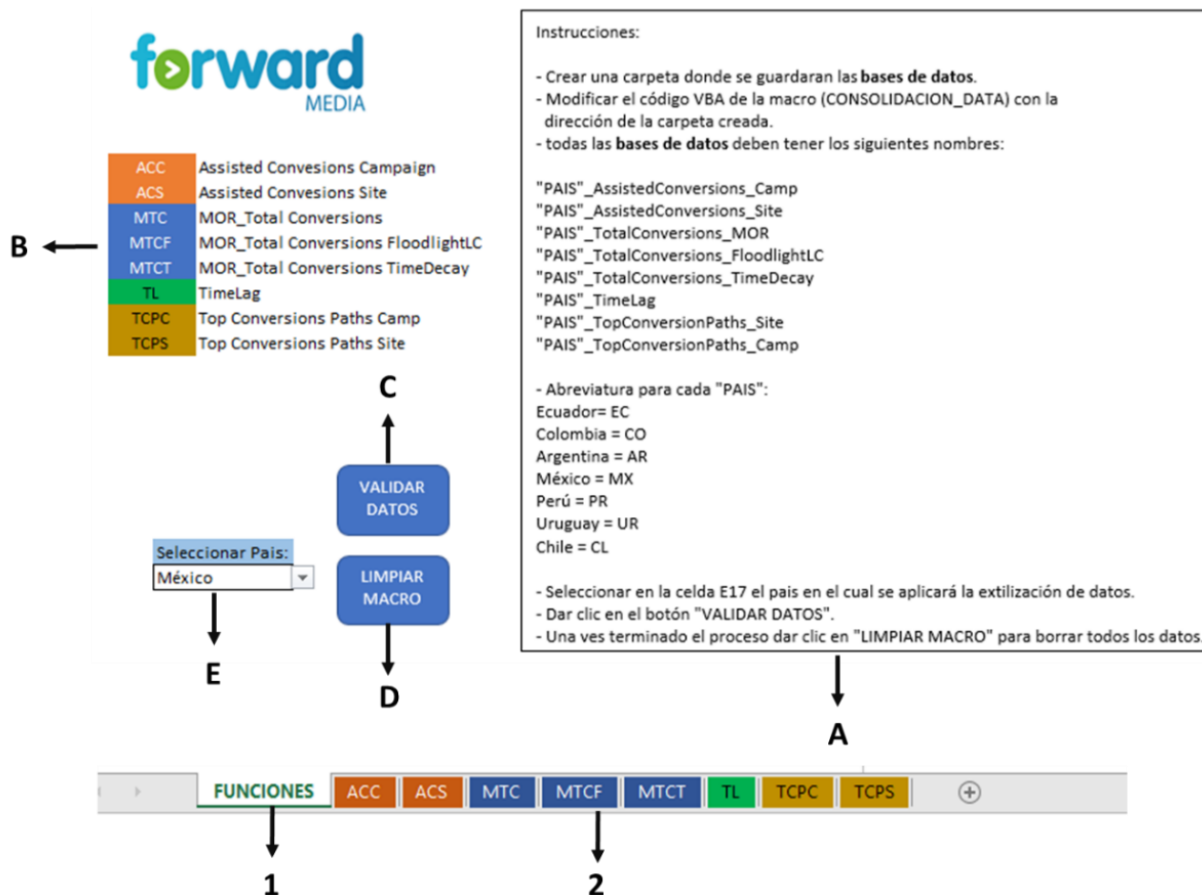 forward
MEDIA
ACC Assisted Convesions Campaign
ACS Assisted Convesions Site
MTC MOR_Total Conversions
MTCF MOR_Total Conversions FloodlightLC
MTCT MOR_Total Conversions TimeDecay
TL TimeLag
TCPC Top Conversions Paths Camp
TCPS Top Conversions Paths Site
B
C
VALIDAR
DATOS
Seleccionar Pais:
México
LIMPIAR
MACRO
E
D
Instrucciones:
- Crear una carpeta donde se guardaran las bases de datos.
- Modificar el código VBA de la macro (CONSOLIDACION_DATA) con la
dirección de la carpeta creada.
- todas las bases de datos deben tener los siguientes nombres:
"PAIS"_AssistedConversions_Camp
"PAIS"_AssistedConversions_Site
"PAIS"_TotalConversions_MOR
"PAIS"_TotalConversions_FloodlightLC
"PAIS"_TotalConversions_TimeDecay
"PAIS"_TimeLag
"PAIS"_TopConversionPaths_Site
"PAIS"_TopConversionPaths_Camp
- Abreviatura para cada "PAIS":
Ecuador= EC
Colombia = CO
Argentina = AR
México = MX
Perú = PR
Uruguay = UR
Chile = CL
- Seleccionar en la celda E17 el pais en el cual se aplicará la extilización de datos.
- Dar clic en el botón "VALIDAR DATOS".
- Una ves terminado el proceso dar clic en "LIMPIAR MACRO" para borrar todos los datos.
A
FUNCIONES ACC ACS MTC MTCF MTCT TL TCPC TCPS
1 2